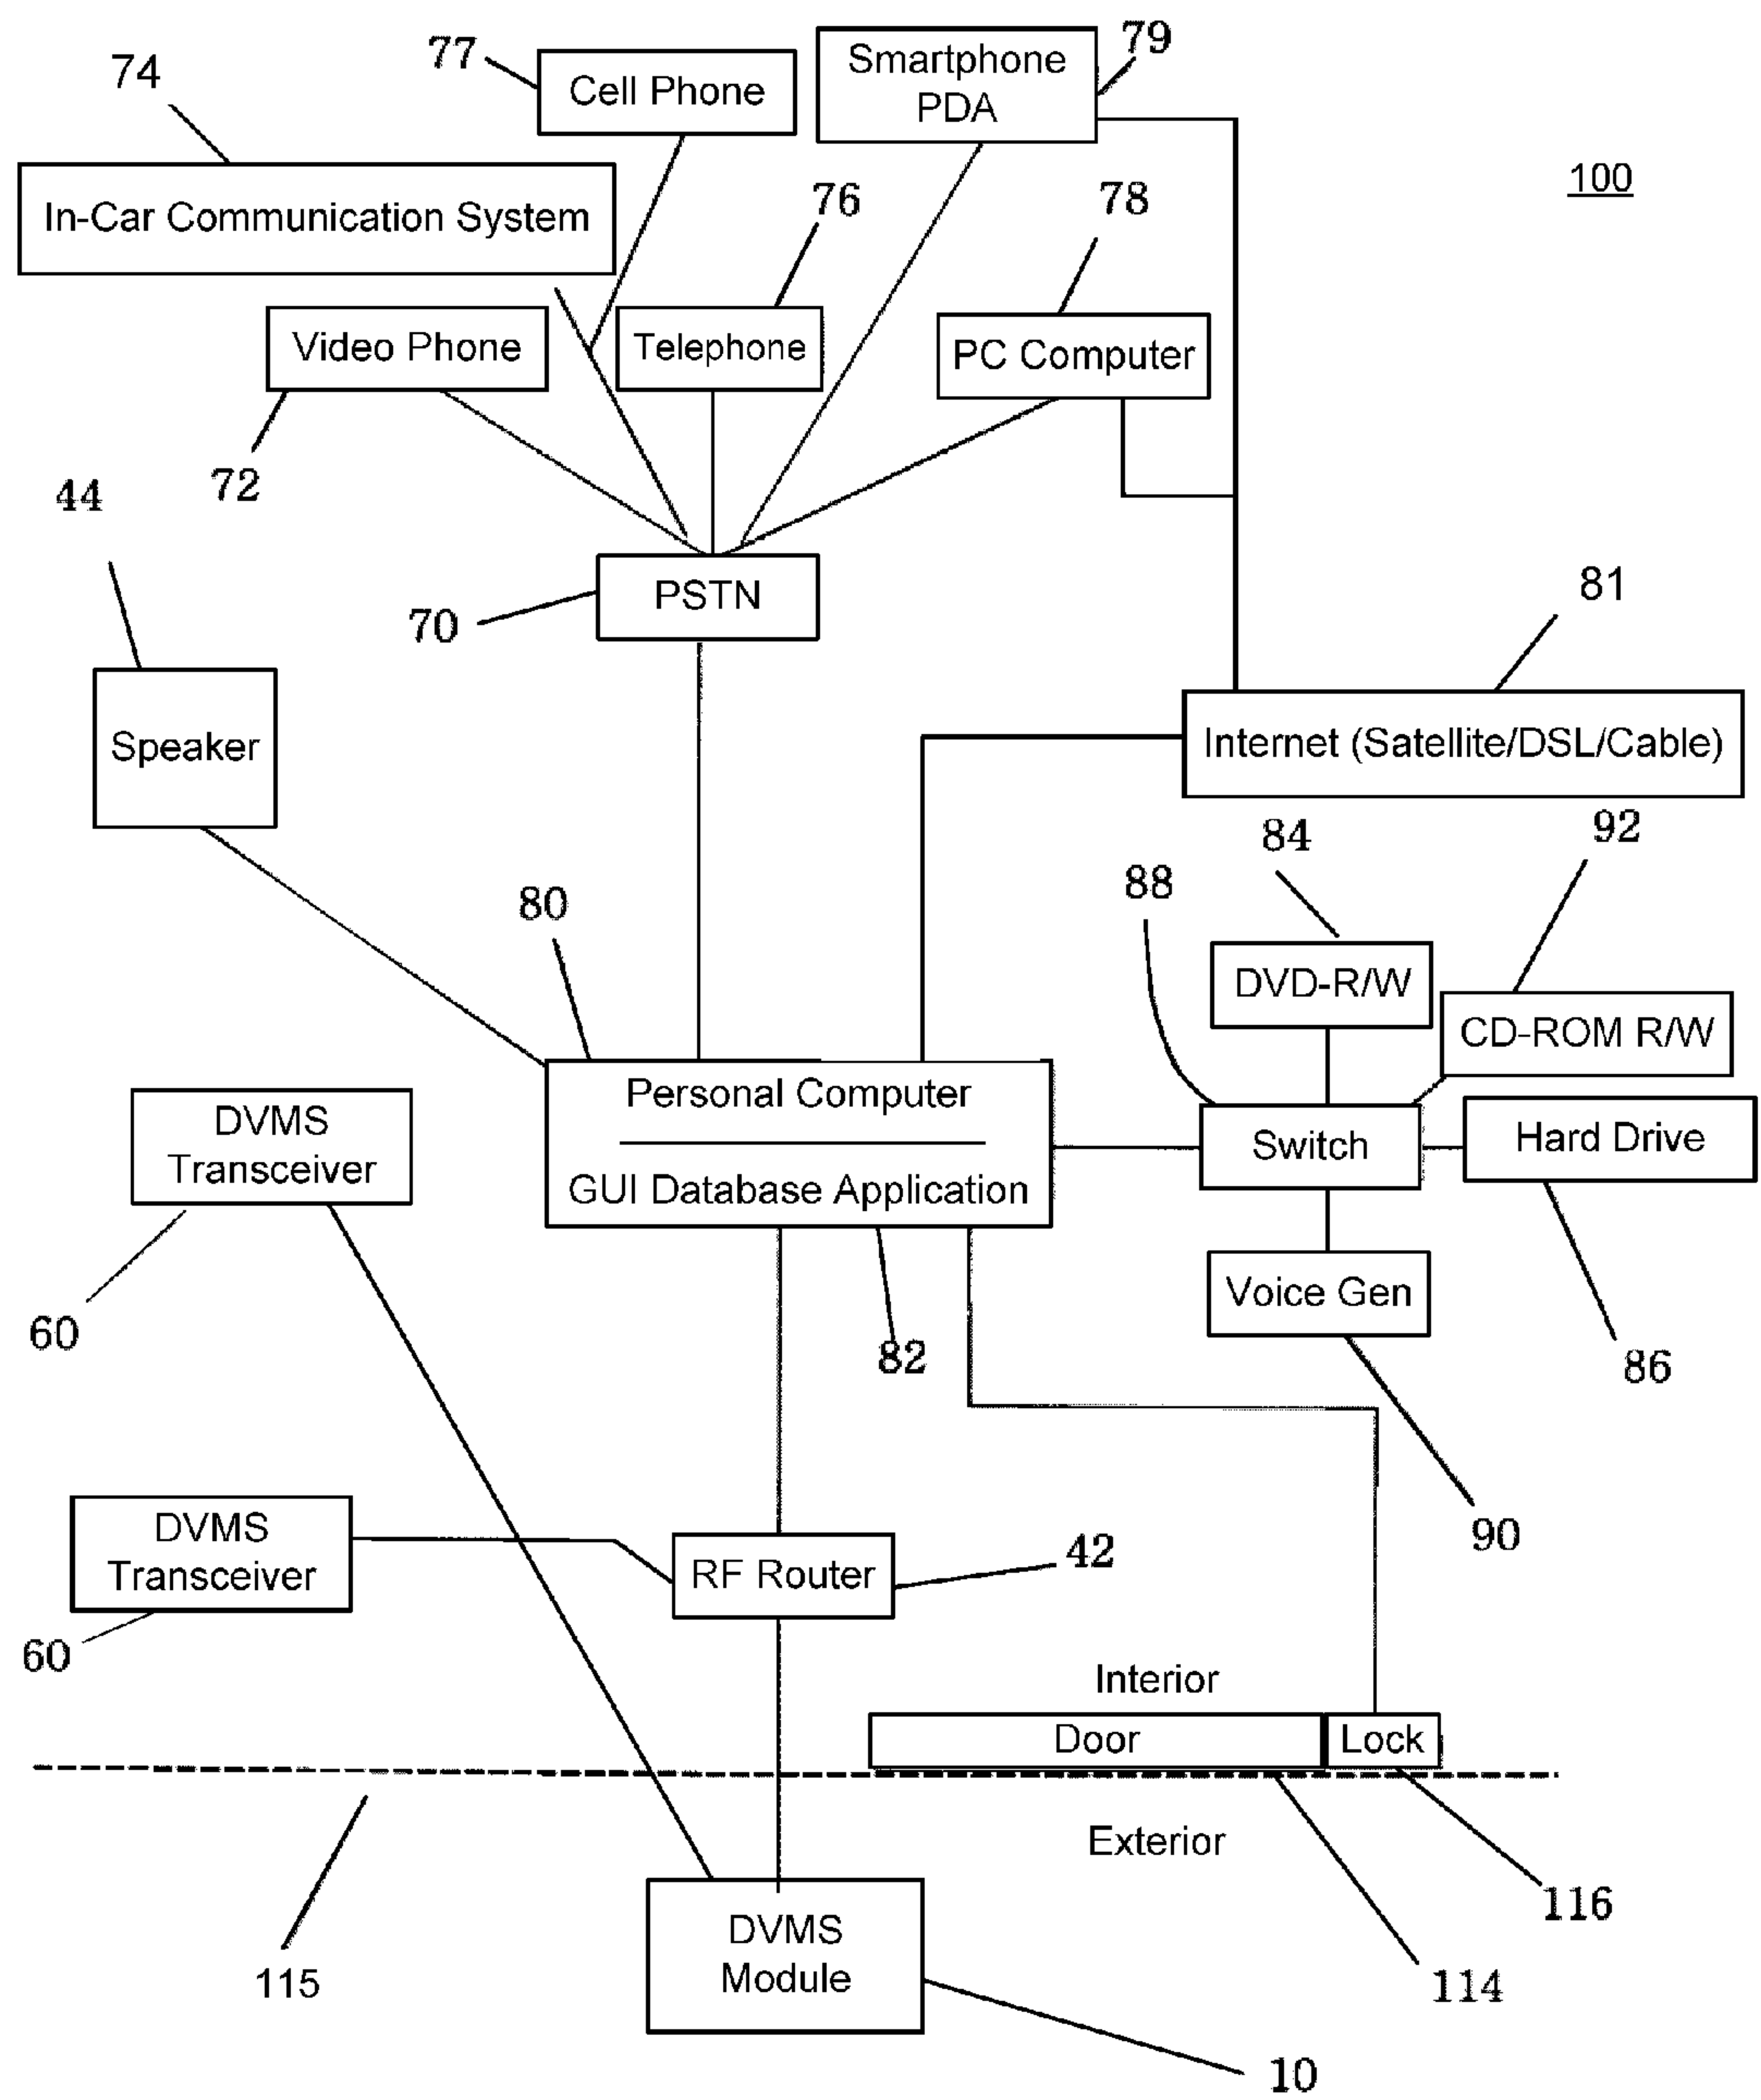 77
Cell Phone
Smartphone
PDA
79
74
In-Car Communication System
76
78
100
Video Phone
Telephone
PC Computer
72
44
PSTN
70
81
Speaker
Internet (Satellite/DSL/Cable)
84
92
88
80
DVD-R/W
CD-ROM R/W
Personal Computer
GUI Database Application
Switch
Hard Drive
DVMS
Transceiver
60
82
Voice Gen
86
90
DVMS
Transceiver
60
RF Router
42
Interior
Door
Lock
Exterior
116
114
115
DVMS
Module
10